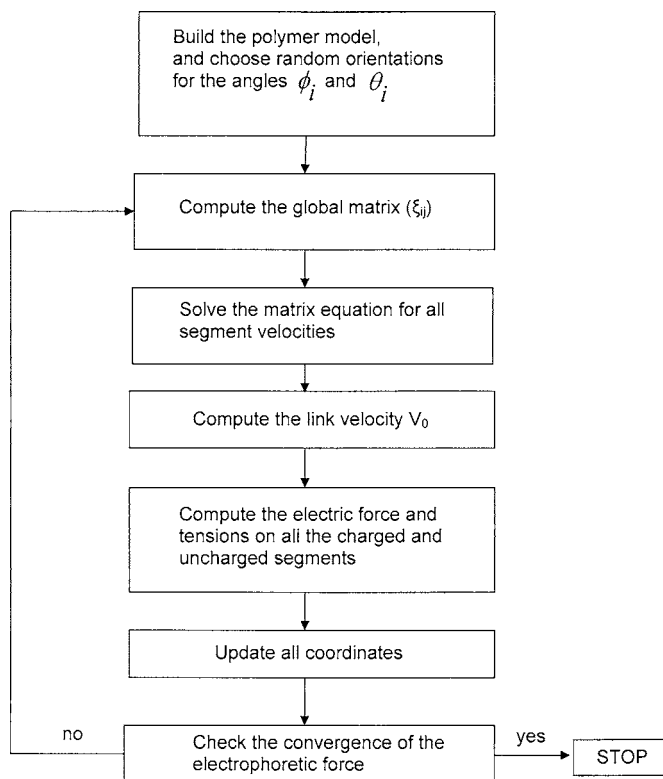 Build the polymer model,
and choose random orientations
for the angles ϕi and θi
Compute the global matrix (ξij)
Solve the matrix equation for all
segment velocities
Compute the link velocity V0
Compute the electric force and
tensions on all the charged and
uncharged segments
Update all coordinates
no
Check the convergence of the
electrophoretic force
yes
STOP